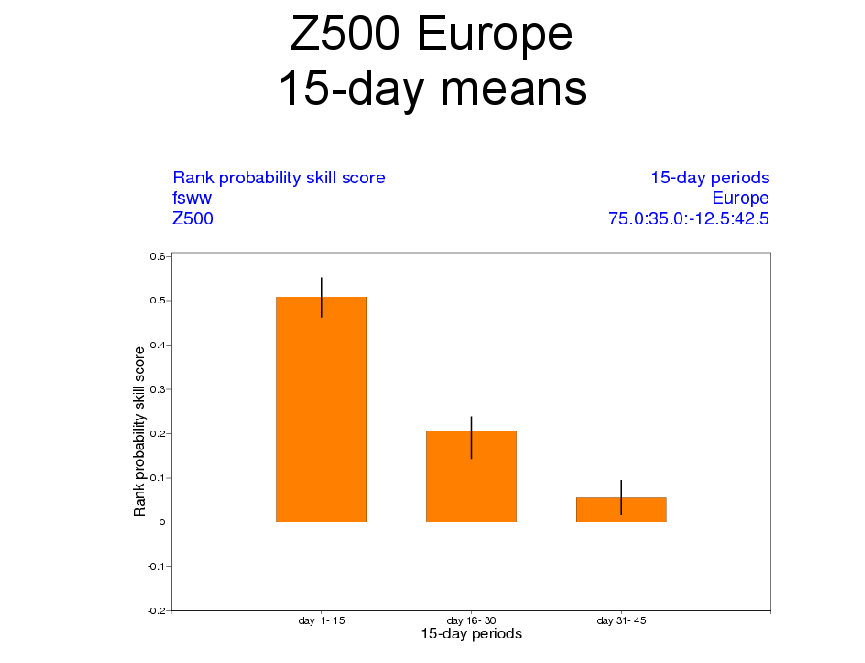 Z500 Europe
15-day means
Rank probability skill score
15-day periods
fsww
Europe
Z500
75.0:35.0:-12.5:42.5
0.6
0.5
0.4
0.3
0.2
0.1
0
-0.1
-0.2
Rank probability skill score
day 1- 15
day 16- 30
day 31- 45
15-day periods